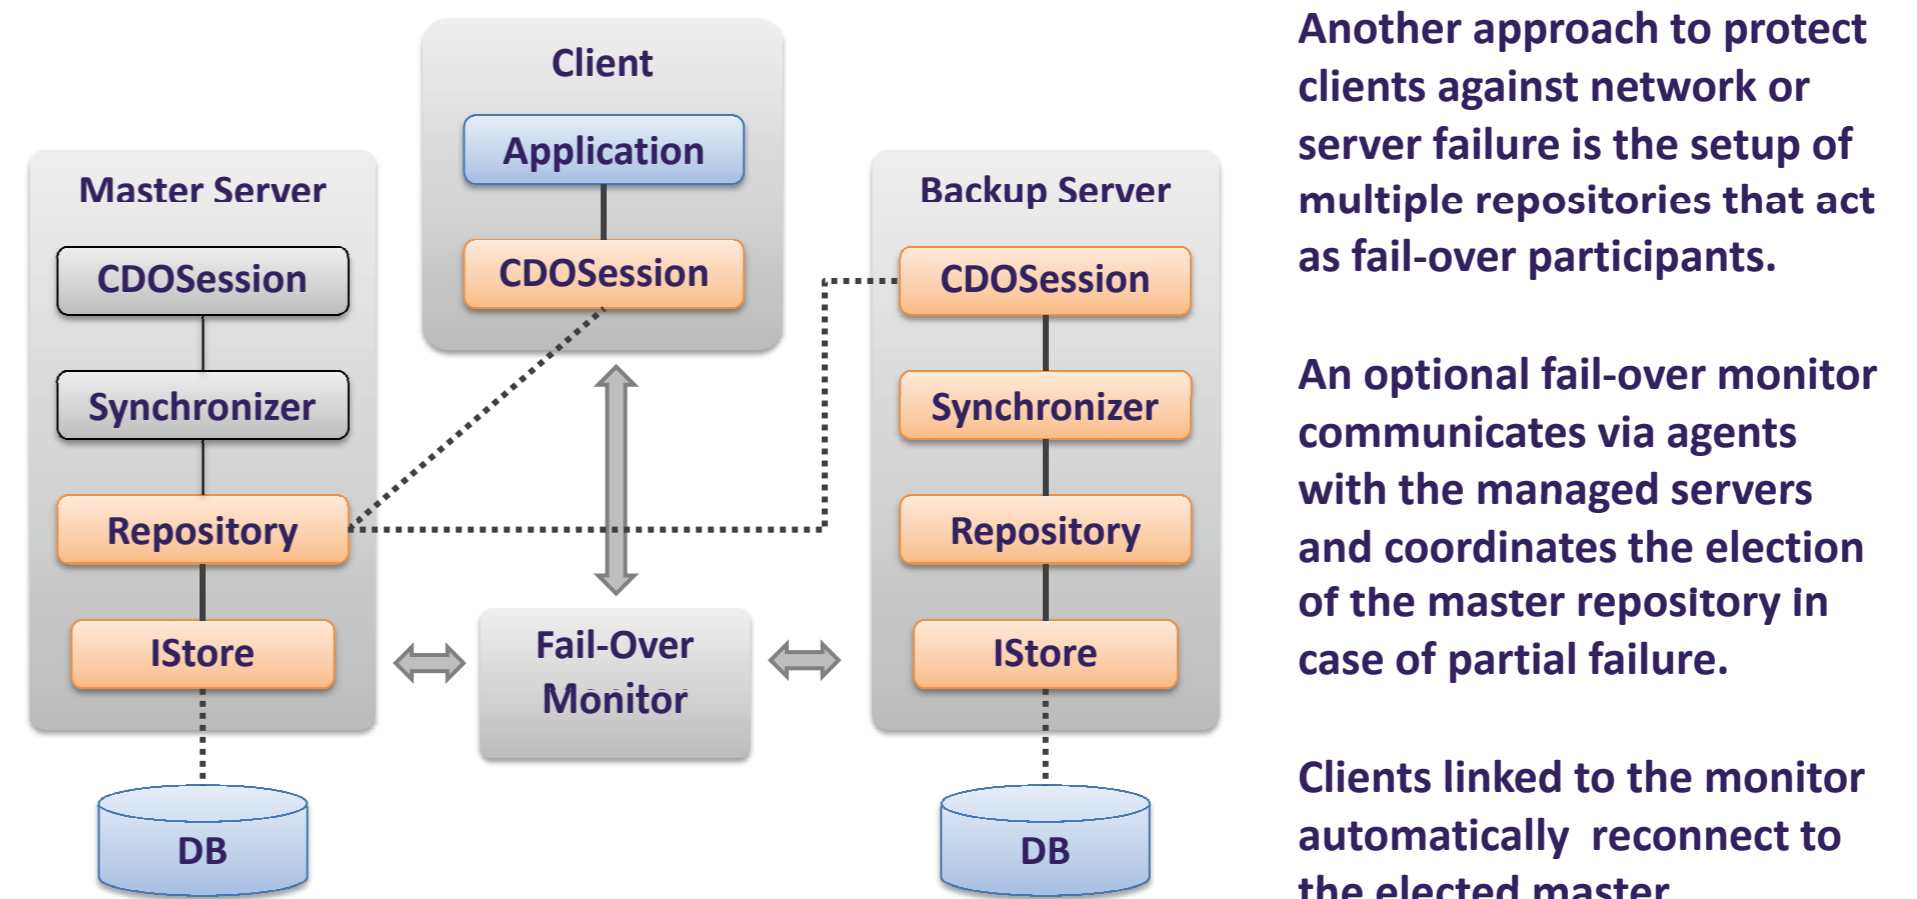 Client
Application
CDOSession
Master Server
CDOSession
Synchronizer
Repository
IStore
DB
Fail-Over
Monitor
Backup Server
CDOSession
Synchronizer
Repository
IStore
DB
Another approach to protect
clients against network or
server failure is the setup of
multiple repositories that act
as fail-over participants.
An optional fail-over monitor
communicates via agents
with the managed servers
and coordinates the election
of the master repository in
case of partial failure.
Clients linked to the monitor
automatically reconnect to
the elected master